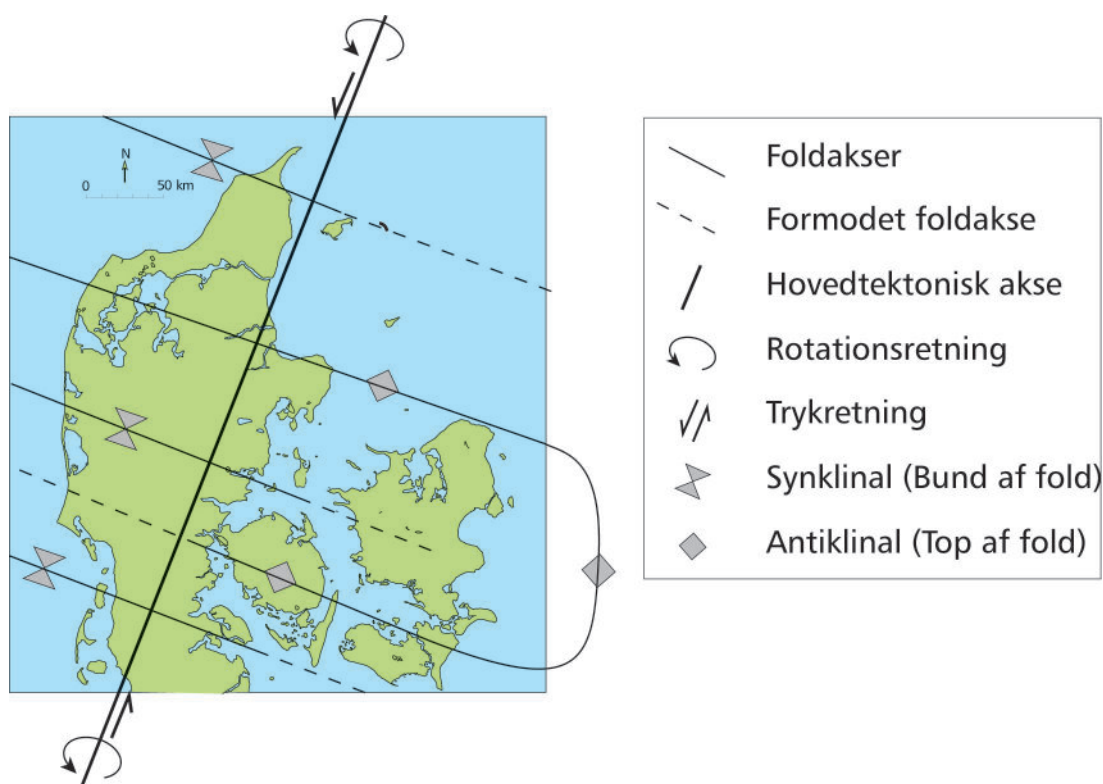 N
0 50 km
Foldakser
Formodet foldakse
Hovedtektonisk akse
Rotationsretning
Trykretning
Synklinal (Bund af fold)
Antiklinal (Top af fold)